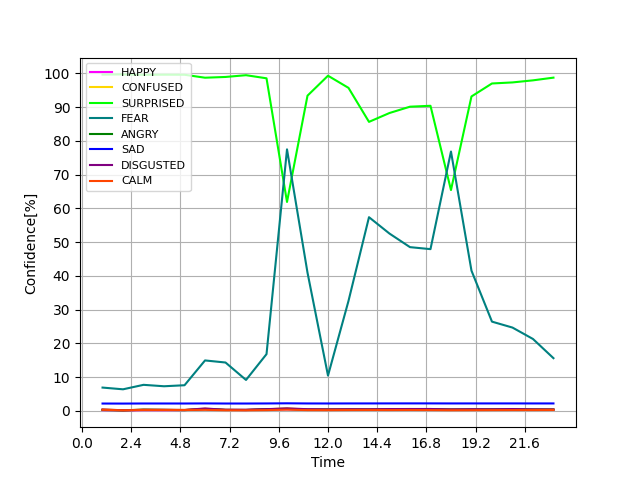 HAPPY
CONFUSED
SURPRISED
FEAR
ANGRY
SAD
DISGUSTED
CALM
100
90
80
70
60
50
40
30
20
10
0
Confidence[%]
0.0 2.4 4.8 7.2 9.6 12.0 14.4 16.8 19.2 21.6
Time